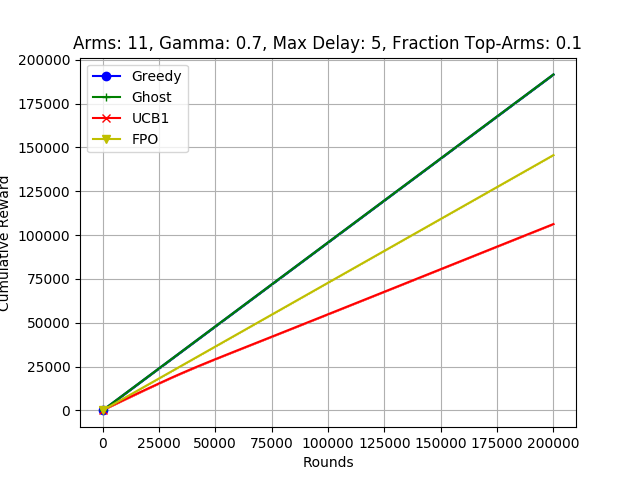 Arms: 11, Gamma: 0.7, Max Delay: 5, Fraction Top-Arms: 0.1
200000
175000
150000
125000
100000
75000
50000
25000
0
Cumulative Reward
Greedy
Ghost
UCB1
FPO
0 25000 50000 75000 100000 125000 150000 175000 200000
Rounds